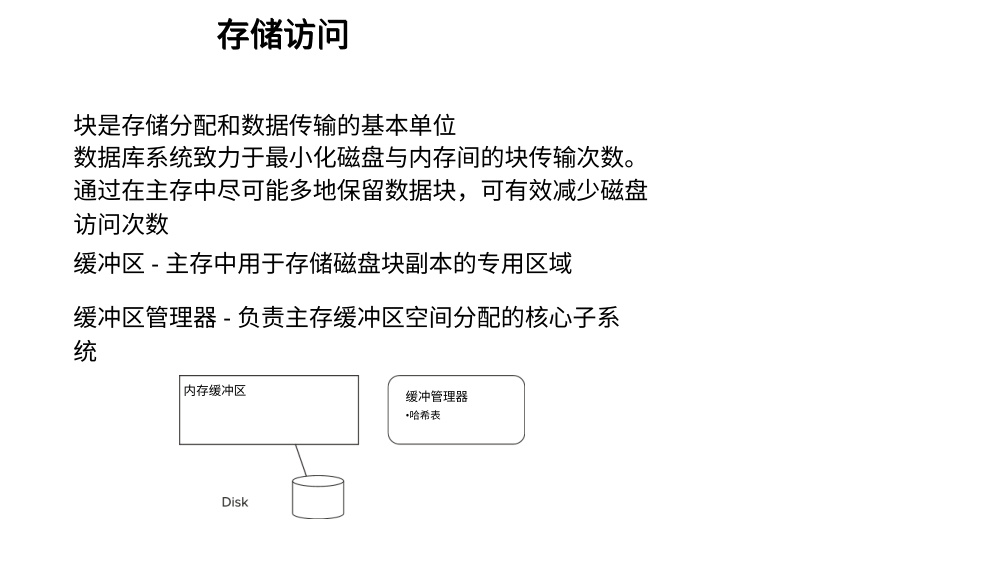 存储访问
块是存储分配和数据传输的基本单位
数据库系统致力于最小化磁盘与内存间的块传输次数。
通过在主存中尽可能多地保留数据块，可有效减少磁盘
访问次数
缓冲区 - 主存中用于存储磁盘块副本的专用区域
缓冲区管理器 - 负责主存缓冲区空间分配的核心子系
统
内存缓冲区
缓冲管理器
•哈希表
Disk